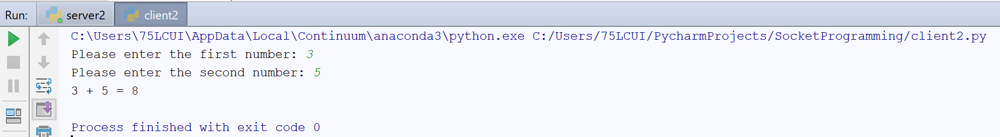 Run: server2 client2
C:\Users\75LCUI\AppData\Local\Continuum\anaconda3\python.exe C:/Users/75LCUI/PycharmProjects/SocketProgramming/client2.py
Please enter the first number: 3
Please enter the second number: 5
3 + 5 = 8
Process finished with exit code 0